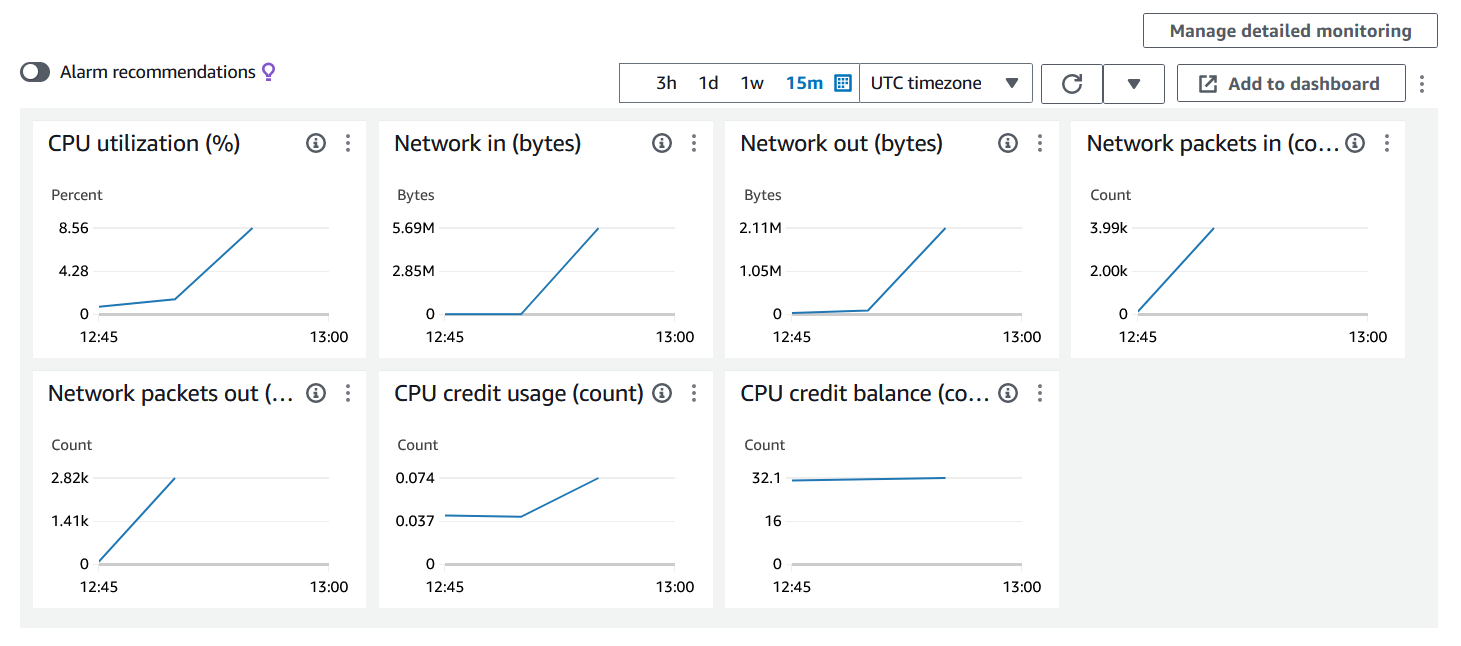 Manage detailed monitoring
Alarm recommendations
3h 1d 1w 15m UTC timezone Add to dashboard
CPU utilization (%)
Percent
8.56
4.28
0
12:45 13:00
Network in (bytes)
Bytes
5.69M
2.85M
0
12:45 13:00
Network out (bytes)
Bytes
2.11M
1.05M
0
12:45 13:00
Network packets in (co...
Count
3.99k
2.00k
0
12:45 13:00
Network packets out (...
Count
2.82k
1.41k
0
12:45 13:00
CPU credit usage (count)
Count
0.074
0.037
0
12:45 13:00
CPU credit balance (co...
Count
32.1
16
0
12:45 13:00